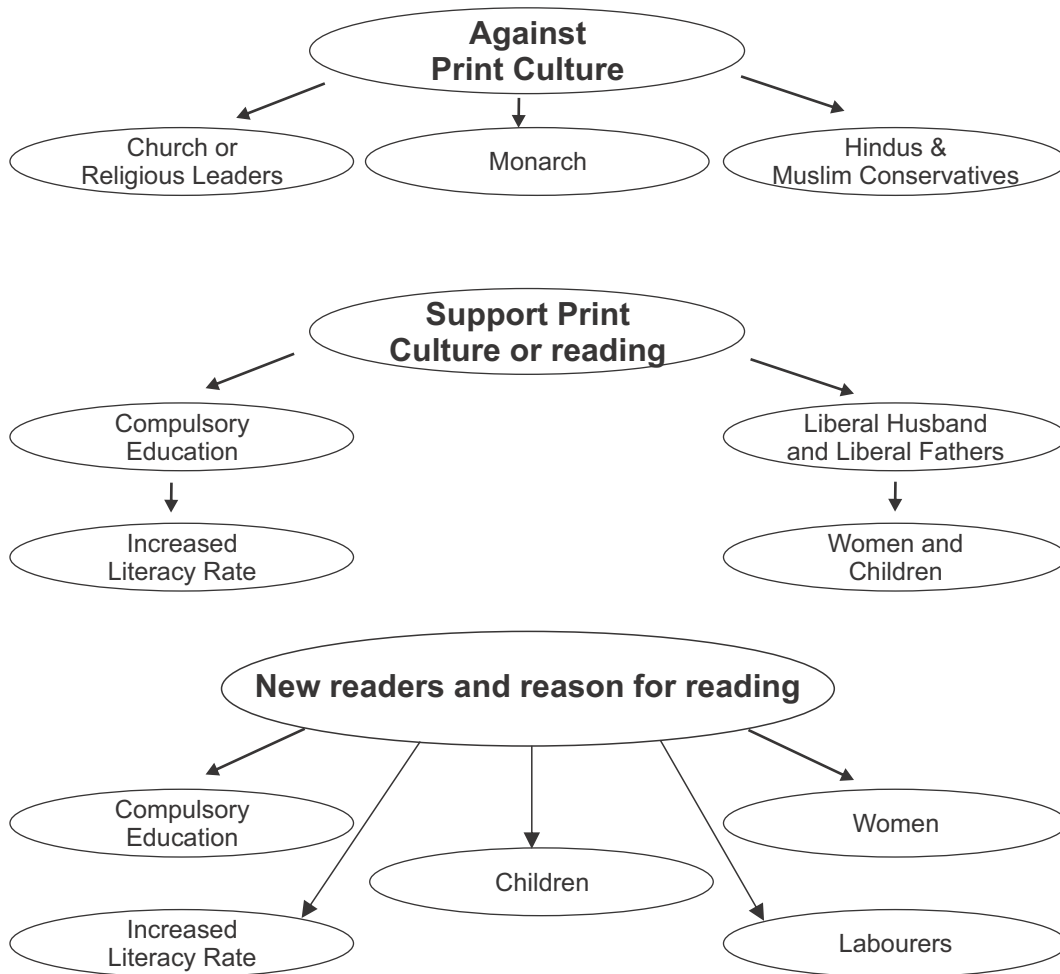 Against
Print Culture
Church or
Religious Leaders
Monarch
Hindus &
Muslim Conservatives
Support Print
Culture or reading
Compulsory
Education
Liberal Husband
and Liberal Fathers
Increased
Literacy Rate
Women and
Children
New readers and reason for reading
Compulsory
Education
Women
Children
Increased
Literacy Rate
Labourers